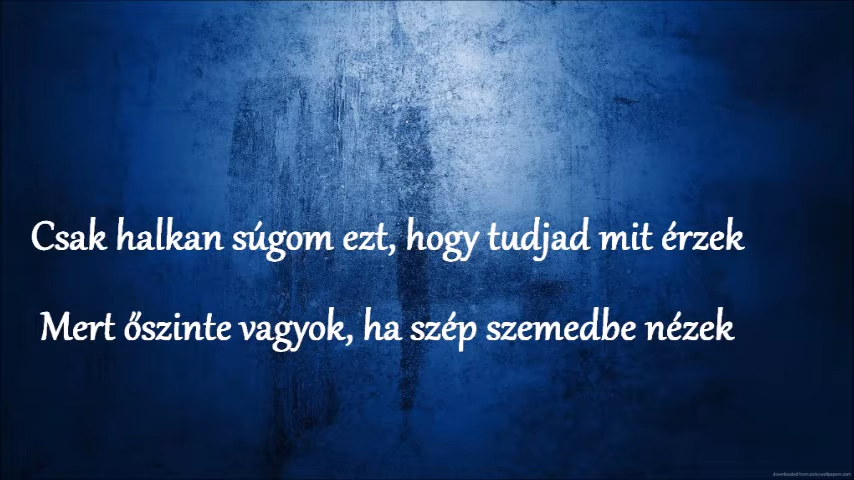 Csak halkan súgom ezt, hogy tudjad mit érzek
Mert őszinte vagyok, ha szép szemedbe nézek